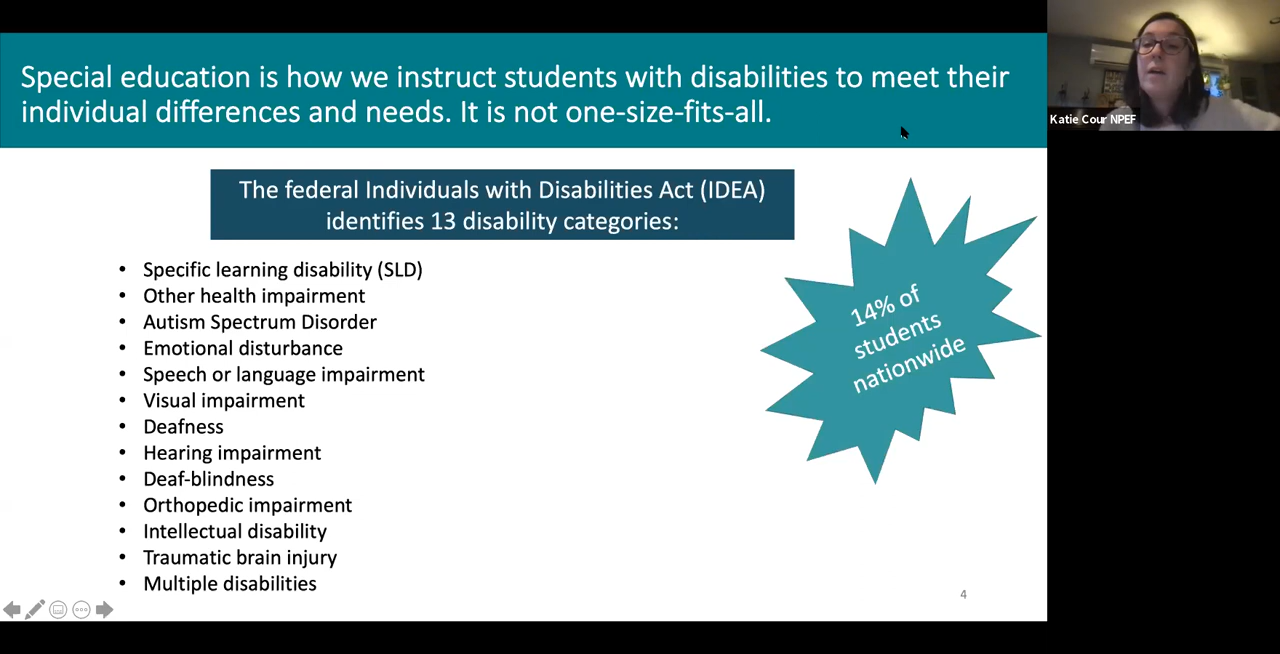 Special education is how we instruct students with disabilities to meet their
individual differences and needs. It is not one-size-fits-all.
Katie Cour NPEF
The federal Individuals with Disabilities Act (IDEA)
identifies 13 disability categories:
• Specific learning disability (SLD)
• Other health impairment
• Autism Spectrum Disorder
• Emotional disturbance
• Speech or language impairment
• Visual impairment
• Deafness
• Hearing impairment
• Deaf-blindness
• Orthopedic impairment
• Intellectual disability
• Traumatic brain injury
• Multiple disabilities
14% of
students
nationwide
4